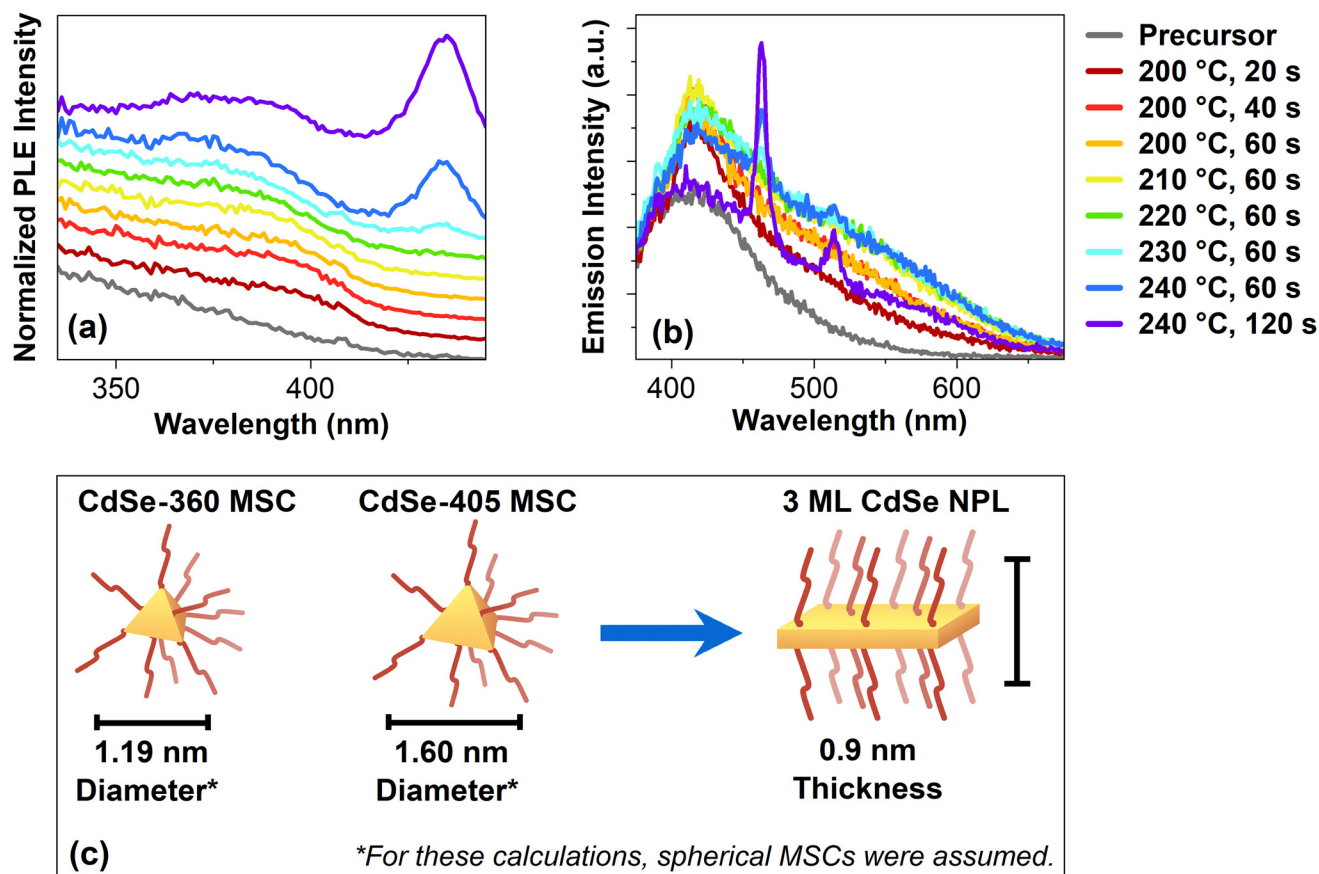 Normalized PLE Intensity
(a)
350
400
Wavelength (nm)
Emission Intensity (a.u.)
(b)
400
500
600
Wavelength (nm)
Precursor
200 °C, 20 s
200 °C, 40 s
200 °C, 60 s
210 °C, 60 s
220 °C, 60 s
230 °C, 60 s
240 °C, 60 s
240 °C, 120 s
CdSe-360 MSC
CdSe-405 MSC
3 ML CdSe NPL
1.19 nm
Diameter*
1.60 nm
Diameter*
0.9 nm
Thickness
(c)
*For these calculations, spherical MSCs were assumed.